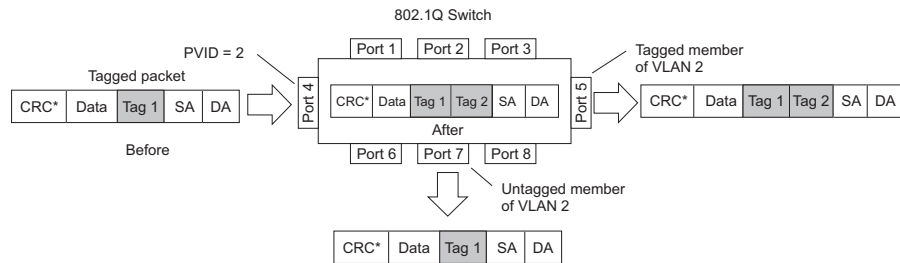 802.1Q Switch
PVID = 2
Port 1 Port 2 Port 3
Tagged member
of VLAN 2
Tagged packet
CRC* Data Tag 1 SA DA
Port 4
CRC* Data Tag 1 Tag 2 SA DA
Port 5
CRC* Data Tag 1 Tag 2 SA DA
Before
After
Port 6 Port 7 Port 8
Untagged member
of VLAN 2
CRC* Data Tag 1 SA DA